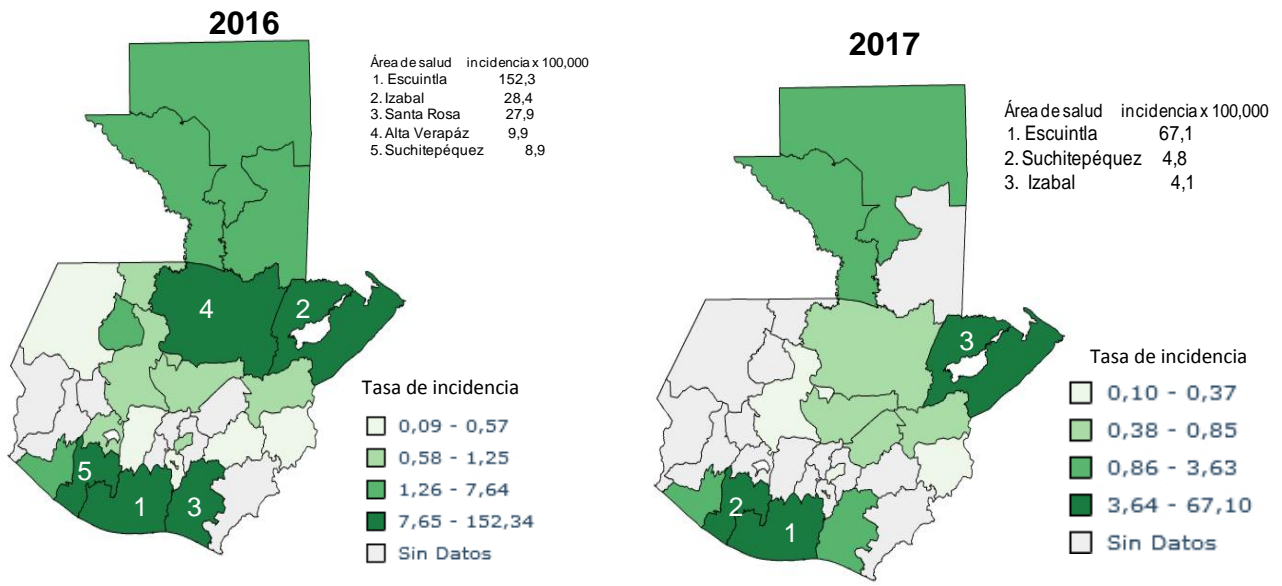 2016
Área de salud incidencia x 100,000
1. Escuintla 152,3
2. Izabal 28,4
3. Santa Rosa 27,9
4. Alta Verapáz 9,9
5. Suchitepéquez 8,9
4
2
5
1
3
Tasa de incidencia
0,09 - 0,57
0,58 - 1,25
1,26 - 7,64
7,65 - 152,34
Sin Datos
2017
Área de salud incidencia x 100,000
1. Escuintla 67,1
2. Suchitepéquez 4,8
3. Izabal 4,1
3
2
1
Tasa de incidencia
0,10 - 0,37
0,38 - 0,85
0,86 - 3,63
3,64 - 67,10
Sin Datos